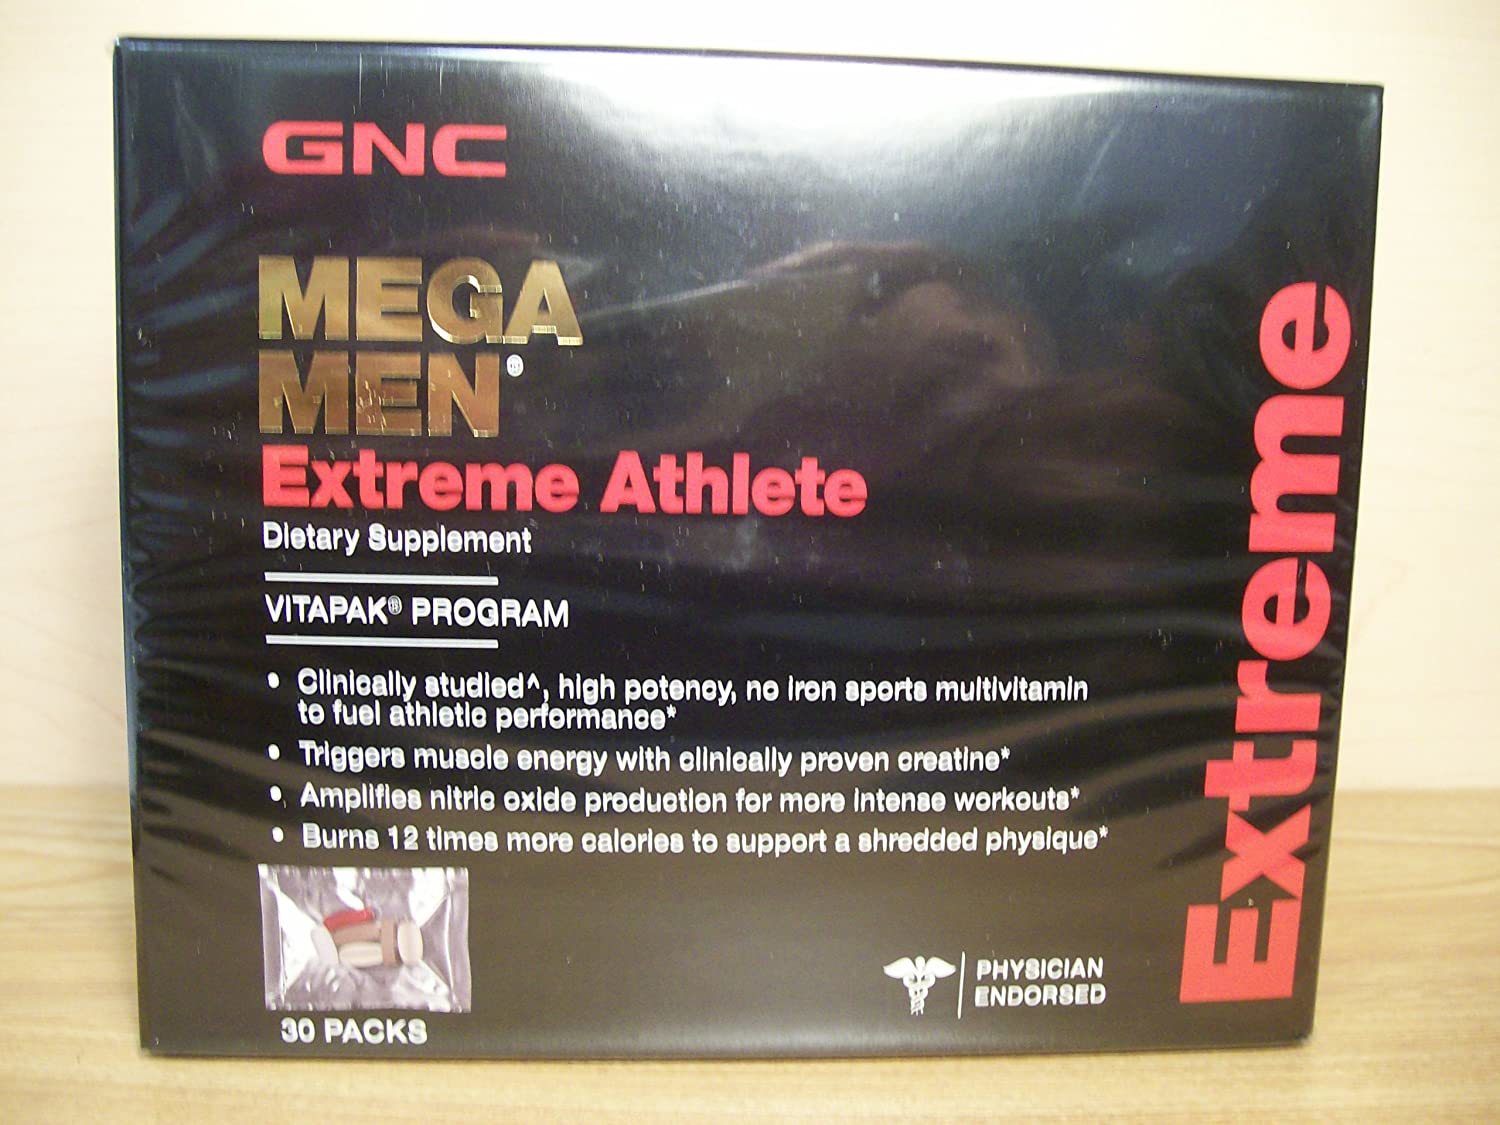 GNC
MEGA
MEN®
Extreme Athlete
Dietary Supplement
VITAPAK® PROGRAM
• Clinically studied^, high potency, no iron sports multivitamin
to fuel athletic performance*
• Triggers muscle energy with clinically proven creatine*
• Amplifies nitric oxide production for more intense workouts*
• Burns 12 times more calories to support a shredded physique*
30 PACKS
PHYSICIAN
ENDORSED
Extreme